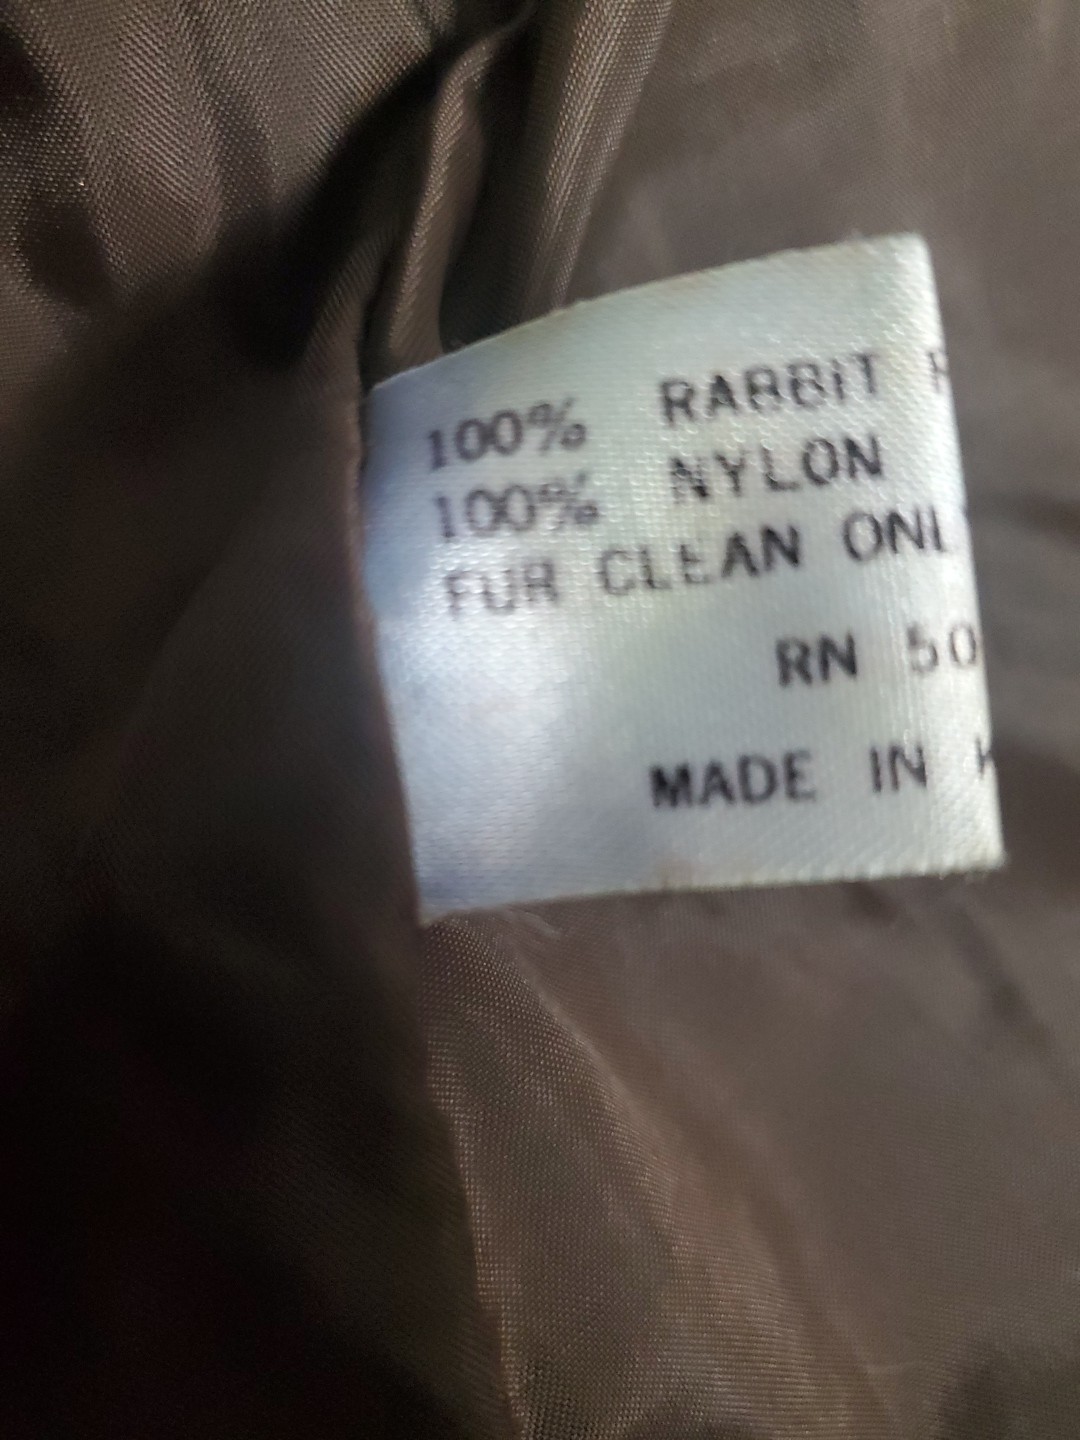 100% RABBIT
100% NYLON
FUR CLEAN ONL
RN 50
MADE IN